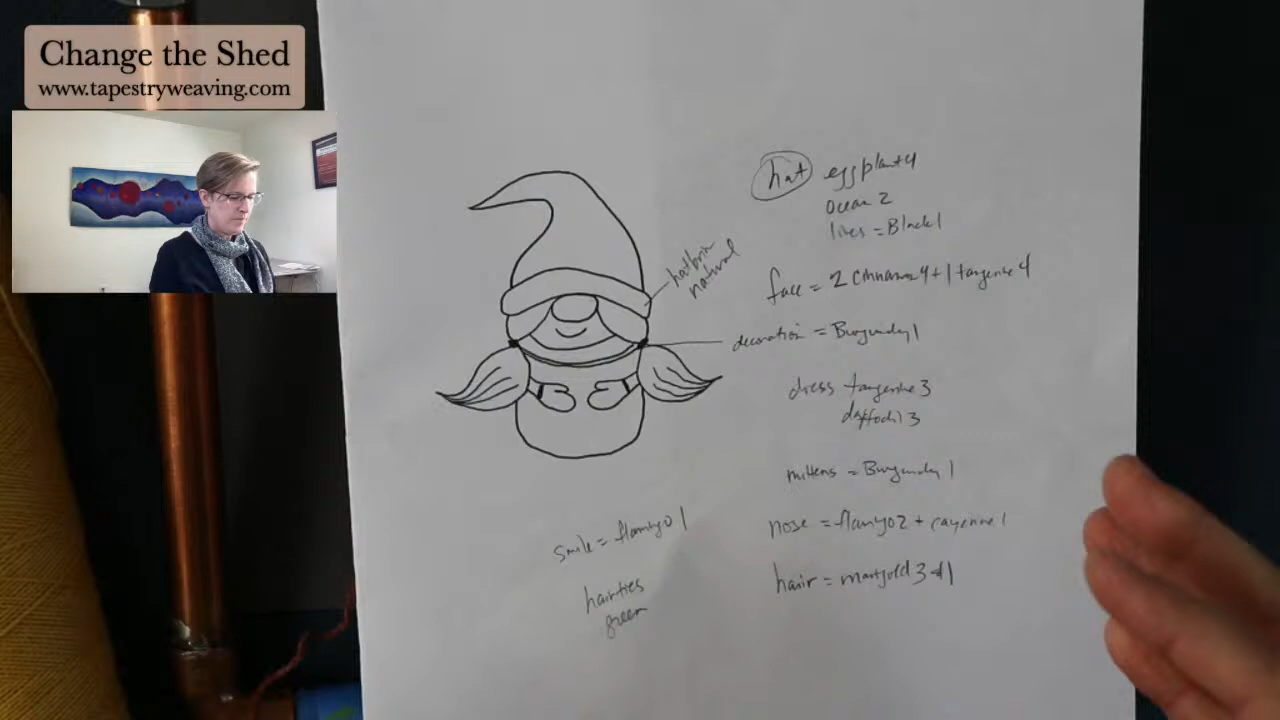 Change the Shed
www.tapestryweaving.com
hat eggplant 4
ocean 2
lines = Black 1
hatbrim
natural
face = 2 cinnamon 4 + 1 tangerine 4
decoration = Burgundy 1
dress tangerine 3
daffodil 3
mittens = Burgundy 1
nose = flamingo 2 + cayenne 1
smile = flamingo 1
hair = marigold 3 + 1
hairties
green